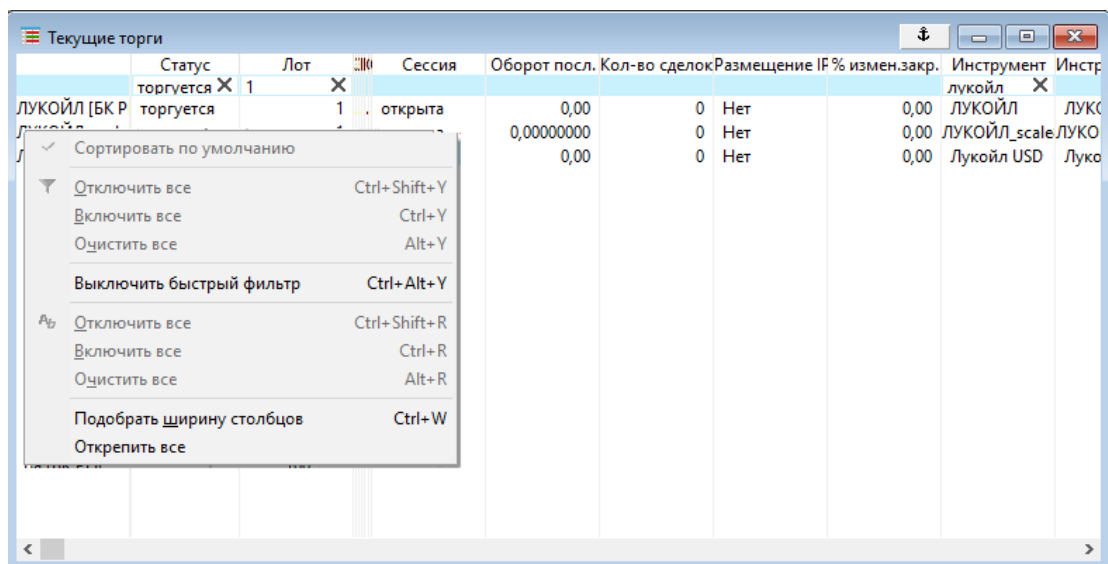 Текущие торги
Статус Лот Сессия Оборот посл. Кол-во сделок Размещение IF % измен.закр. Инструмент Инстр
торгуется 1 лукойл
ЛУКОЙЛ [БК Р торгуется 1 открыта 0,00 0 Нет 0,00 ЛУКОЙЛ ЛУК
0,00000000 0 Нет 0,00 ЛУКОЙЛ_scale ЛУКО
0,00 0 Нет 0,00 Лукойл USD Луко
Сортировать по умолчанию
Отключить все Ctrl+Shift+Y
Включить все Ctrl+Y
Очистить все Alt+Y
Выключить быстрый фильтр Ctrl+Alt+Y
Отключить все Ctrl+Shift+R
Включить все Ctrl+R
Очистить все Alt+R
Подобрать ширину столбцов Ctrl+W
Открепить все